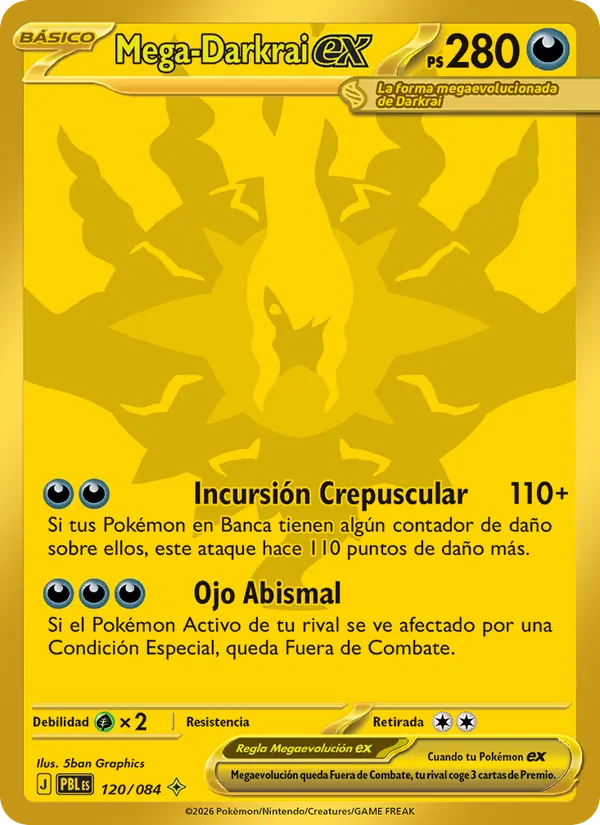 BÁSICO
Mega-Darkrai ex
PS 280
La forma megaevolucionada
de Darkrai
Incursión Crepuscular 110+
Si tus Pokémon en Banca tienen algún contador de daño
sobre ellos, este ataque hace 110 puntos de daño más.
Ojo Abismal
Si el Pokémon Activo de tu rival se ve afectado por una
Condición Especial, queda Fuera de Combate.
Debilidad ×2 Resistencia Retirada
Ilus. 5ban Graphics
J PBL ES 120/084
Regla Megaevolución ex
Cuando tu Pokémon ex
Megaevolución queda Fuera de Combate, tu rival coge 3 cartas de Premio.
©2026 Pokémon/Nintendo/Creatures/GAME FREAK